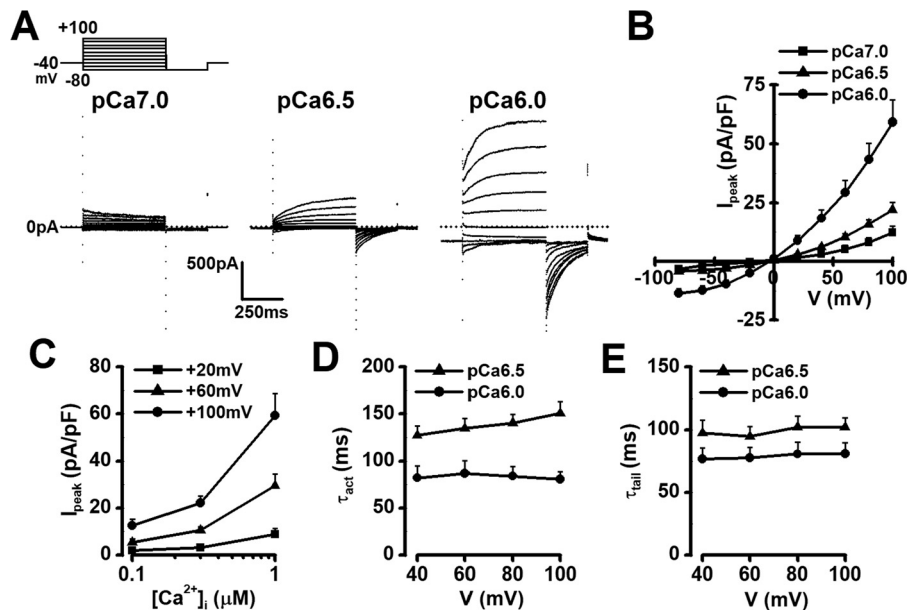 A
+100
-40
mV
-80
pCa7.0
pCa6.5
pCa6.0
0pA
500pA
250ms
B
pCa7.0
pCa6.5
pCa6.0
I peak (pA/pF)
75
50
25
-25
-100
-50
0
50
100
V (mV)
C
+20mV
+60mV
+100mV
I peak (pA/pF)
80
60
40
20
0
0.1
1
[Ca2+]i (μM)
D
pCa6.5
pCa6.0
τact (ms)
200
150
100
50
0
40
60
80
100
V (mV)
E
pCa6.5
pCa6.0
τtail (ms)
150
100
50
0
40
60
80
100
V (mV)